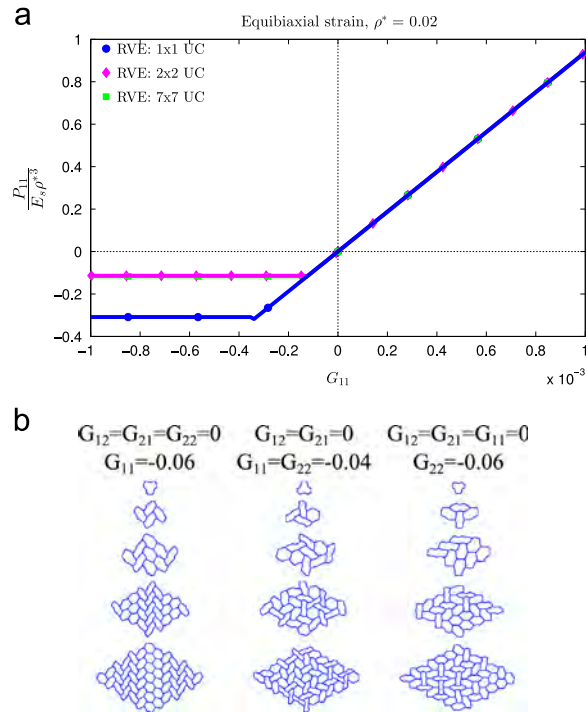 a
Equibiaxial strain, ρ* = 0.02
RVE: 1x1 UC
RVE: 2x2 UC
RVE: 7x7 UC
1
0.8
0.6
0.4
0.2
0
−0.2
−0.4
P₁₁
Eₛρ*³
−1 −0.8 −0.6 −0.4 −0.2 0 0.2 0.4 0.6 0.8 1
G₁₁
x 10⁻³
b
G₁₂=G₂₁=G₂₂=0 G₁₂=G₂₁=0 G₁₂=G₂₁=G₁₁=0
G₁₁=-0.06 G₁₁=G₂₂=-0.04 G₂₂=-0.06